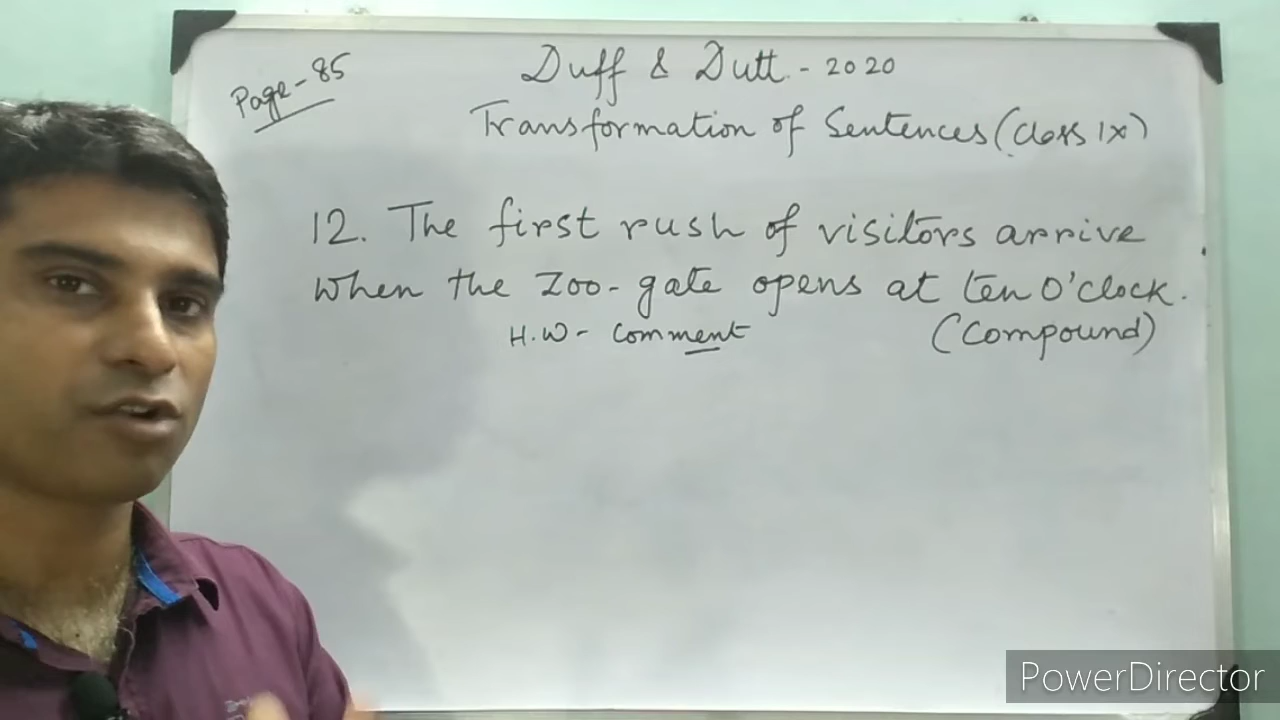 Page-85
Duff & Dutt - 2020
Transformation of Sentences (Class IX)
12. The first rush of visitors arrive
when the Zoo-gate opens at ten O'clock.
H.W- Comment (Compound)
PowerDirector